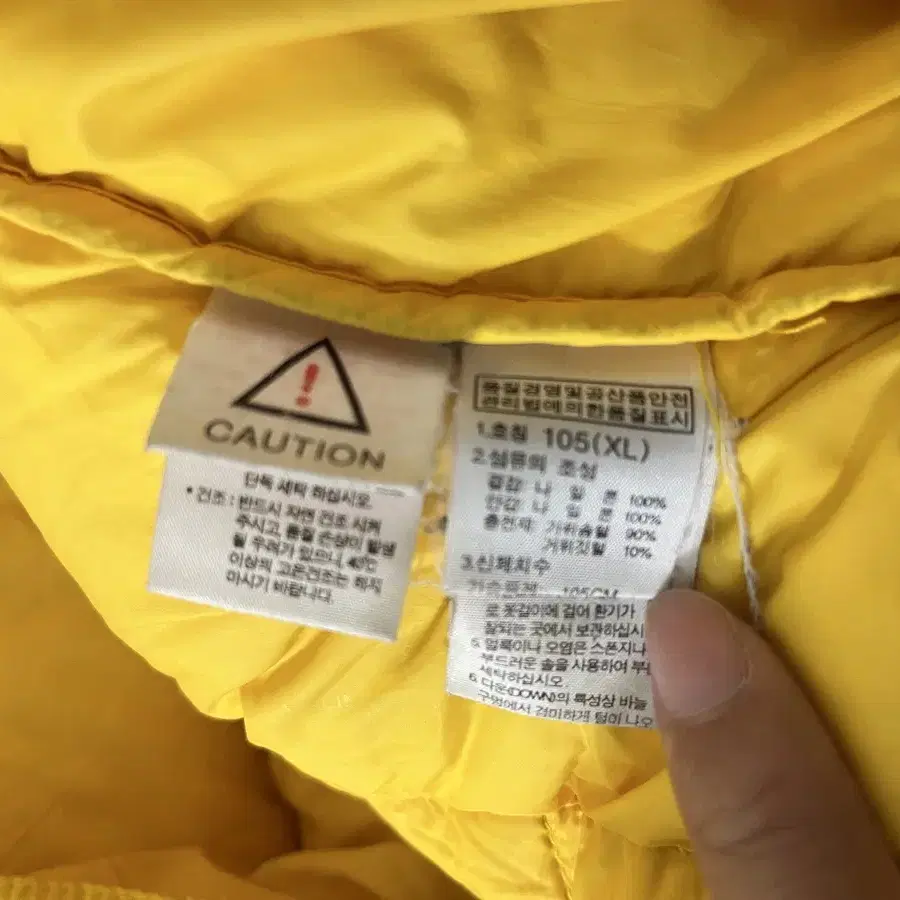 CAUTION
단독 세탁 하십시오.
* 건조 : 반드시 자연 건조 시켜
주시고, 품질 손상이 발생
될 우려가 있으니, 40℃
이상의 고온건조는 하지
마시기 바랍니다.
품질경영및공산품안전
관리법에의한품질표시
1.호칭 105(XL)
2.섬유의 조성
겉감: 나 일 론 100%
안감: 나 일 론 100%
충전재: 거위솜털 90%
거위깃털 10%
3.신체치수
가슴둘레 105CM
로 옷걸이에 걸어 환기가
잘되는 곳에서 보관하십시
5. 얼룩이나 오염은 스폰지나
부드러운 솔을 사용하여 부
세탁하십시오.
6. 다운(DOWN)의 특성상 바늘
구멍에서 경미하게 털이 나오